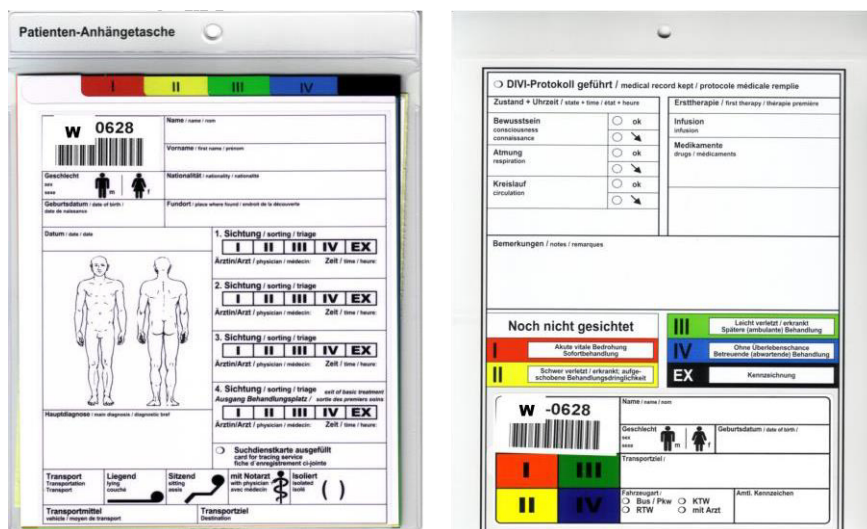 Patienten-Anhängetasche
I II III IV
W 0628
Name / name / nom
Vorname / first name / prénom
Geschlecht
sex
sexe
m f
Nationalität / nationality / nationalité
Geburtsdatum / date of birth /
date de naissance
Fundort / place where found / endroit de la découverte
Datum / date / date
1. Sichtung / sorting / triage
I II III IV EX
Ärztin/Arzt / physician / médecin: Zeit / time / heure:
2. Sichtung / sorting / triage
I II III IV EX
Ärztin/Arzt / physician / médecin: Zeit / time / heure:
3. Sichtung / sorting / triage
I II III IV EX
Ärztin/Arzt / physician / médecin: Zeit / time / heure:
4. Sichtung / sorting / triage exit of basic treatment
Ausgang Behandlungsplatz / sortie des premiers soins
I II III IV EX
Ärztin/Arzt / physician / médecin: Zeit / time / heure:
Hauptdiagnose / main diagnosis / diagnostic bref
Suchdienstkarte ausgefüllt
card for tracing service
fiche d'enregistrement ci-jointe
Transport
Transportation
Transport
Liegend
lying
couché
Sitzend
sitting
assis
mit Notarzt
with physician
avec médecin
Isoliert
isolated
isolé
( )
Transportmittel
vehicle / moyen de transport
Transportziel
Destination
DIVI-Protokoll geführt / medical record kept / protocole médicale remplie
Zustand + Uhrzeit / state + time / état + heure
Ersttherapie / first therapy / thérapie première
Bewusstsein
consciousness
connaissance
ok
Atmung
respiration
ok
Kreislauf
circulation
ok
Infusion
infusion
Medikamente
drugs / médicaments
Bemerkungen / notes / remarques
Noch nicht gesichtet
I Akute vitale Bedrohung
Sofortbehandlung
II Schwer verletzt / erkrankt; aufge-
schobene Behandlungsdringlichkeit
III Leicht verletzt / erkrankt
Spätere (ambulante) Behandlung
IV Ohne Überlebenschance
Betreuende (abwartende) Behandlung
EX Kennzeichnung
W -0628
Name / name / nom
Geschlecht
sex
sexe
m f
Geburtsdatum / date of birth /
Transportziel /
I III
II IV
Fahrzeugart /
Bus / Pkw KTW
RTW mit Arzt
Amtl. Kennzeichen